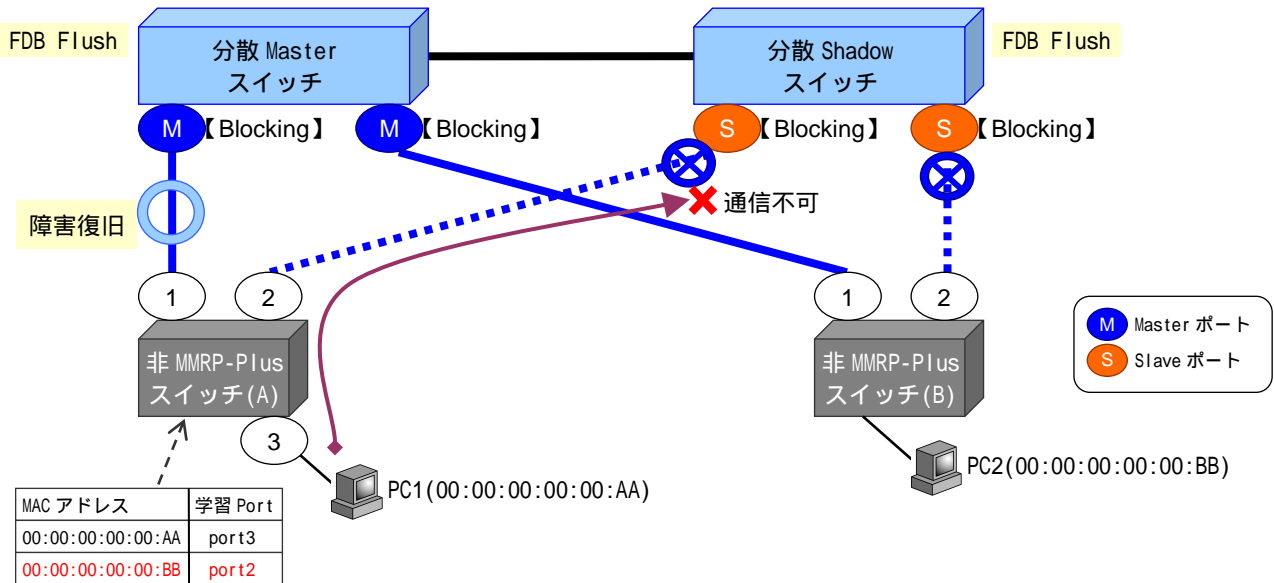 FDB Flush
分散 Master
スイッチ
分散 Shadow
スイッチ
FDB Flush
M
【Blocking】
M
【Blocking】
S
【Blocking】
S
【Blocking】
通信不可
障害復旧
1
2
1
2
非 MMRP-Plus
スイッチ(A)
非 MMRP-Plus
スイッチ(B)
M Master ポート
S Slave ポート
3
PC1(00:00:00:00:00:AA)
PC2(00:00:00:00:00:BB)
MAC アドレス 学習 Port
00:00:00:00:00:AA port3
00:00:00:00:00:BB port2